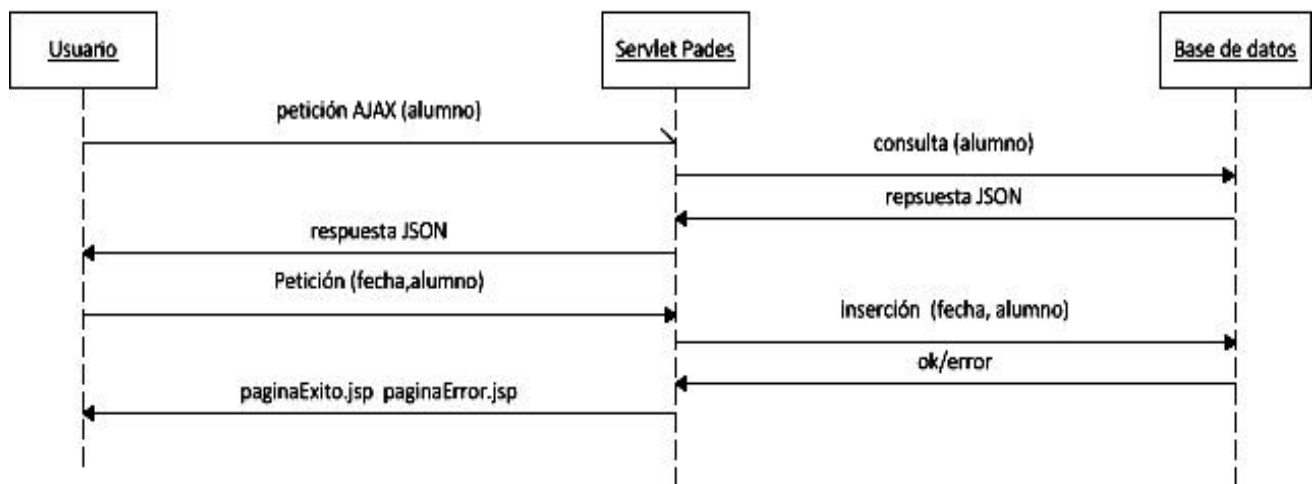 Usuario
Servlet Pades
Base de datos
petición AJAX (alumno)
consulta (alumno)
repsuesta JSON
respuesta JSON
Petición (fecha,alumno)
inserción (fecha, alumno)
ok/error
paginaExito.jsp paginaError.jsp